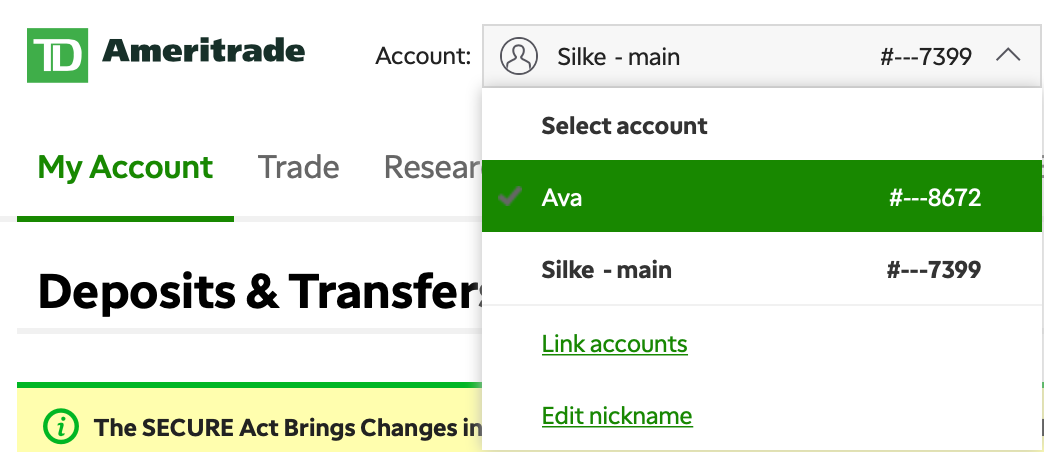 TD Ameritrade
Account: Silke - main #---7399
Select account
My Account Trade
Ava #---8672
Silke - main #---7399
Deposits & Transfers
Link accounts
Edit nickname
The SECURE Act Brings Changes in